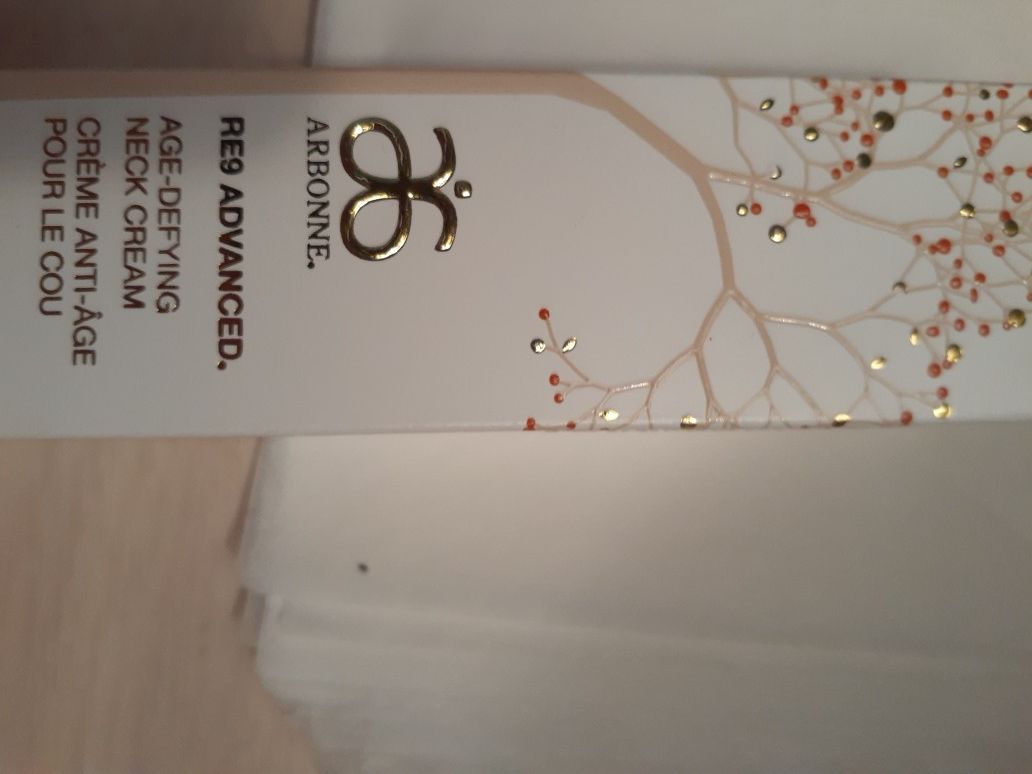 ARBONNE.
RE9 ADVANCED.
AGE-DEFYING
NECK CREAM
CRÈME ANTI-ÂGE
POUR LE COU